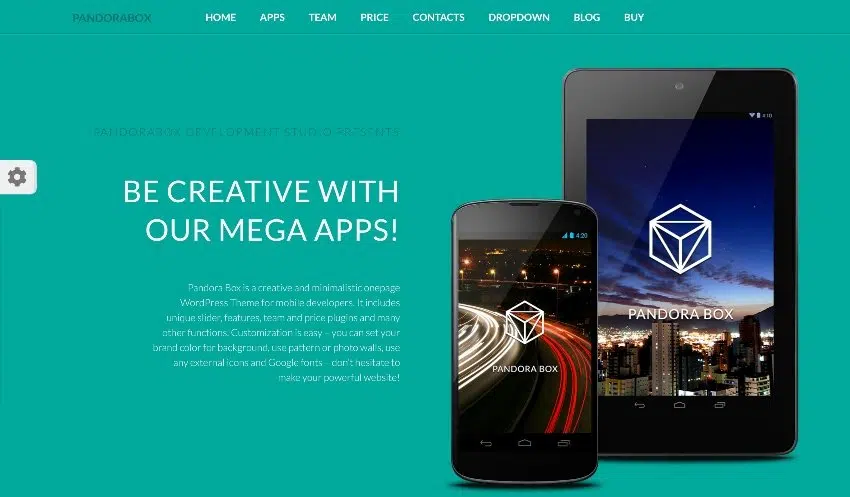 PANDORABOX HOME APPS TEAM PRICE CONTACTS DROPDOWN BLOG BUY
PANDORABOX DEVELOPMENT STUDIO PRESENTS
BE CREATIVE WITH
OUR MEGA APPS!
Pandora Box is a creative and minimalistic onepage
WordPress Theme for mobile developers. It includes
unique slider, features, team and price plugins and many
other functions. Customization is easy - you can set your
brand color for background, use pattern or photo walls, use
any external icons and Google fonts - don't hesitate to
make your powerful website!
4:20
PANDORA BOX
4:10
PANDORA BOX